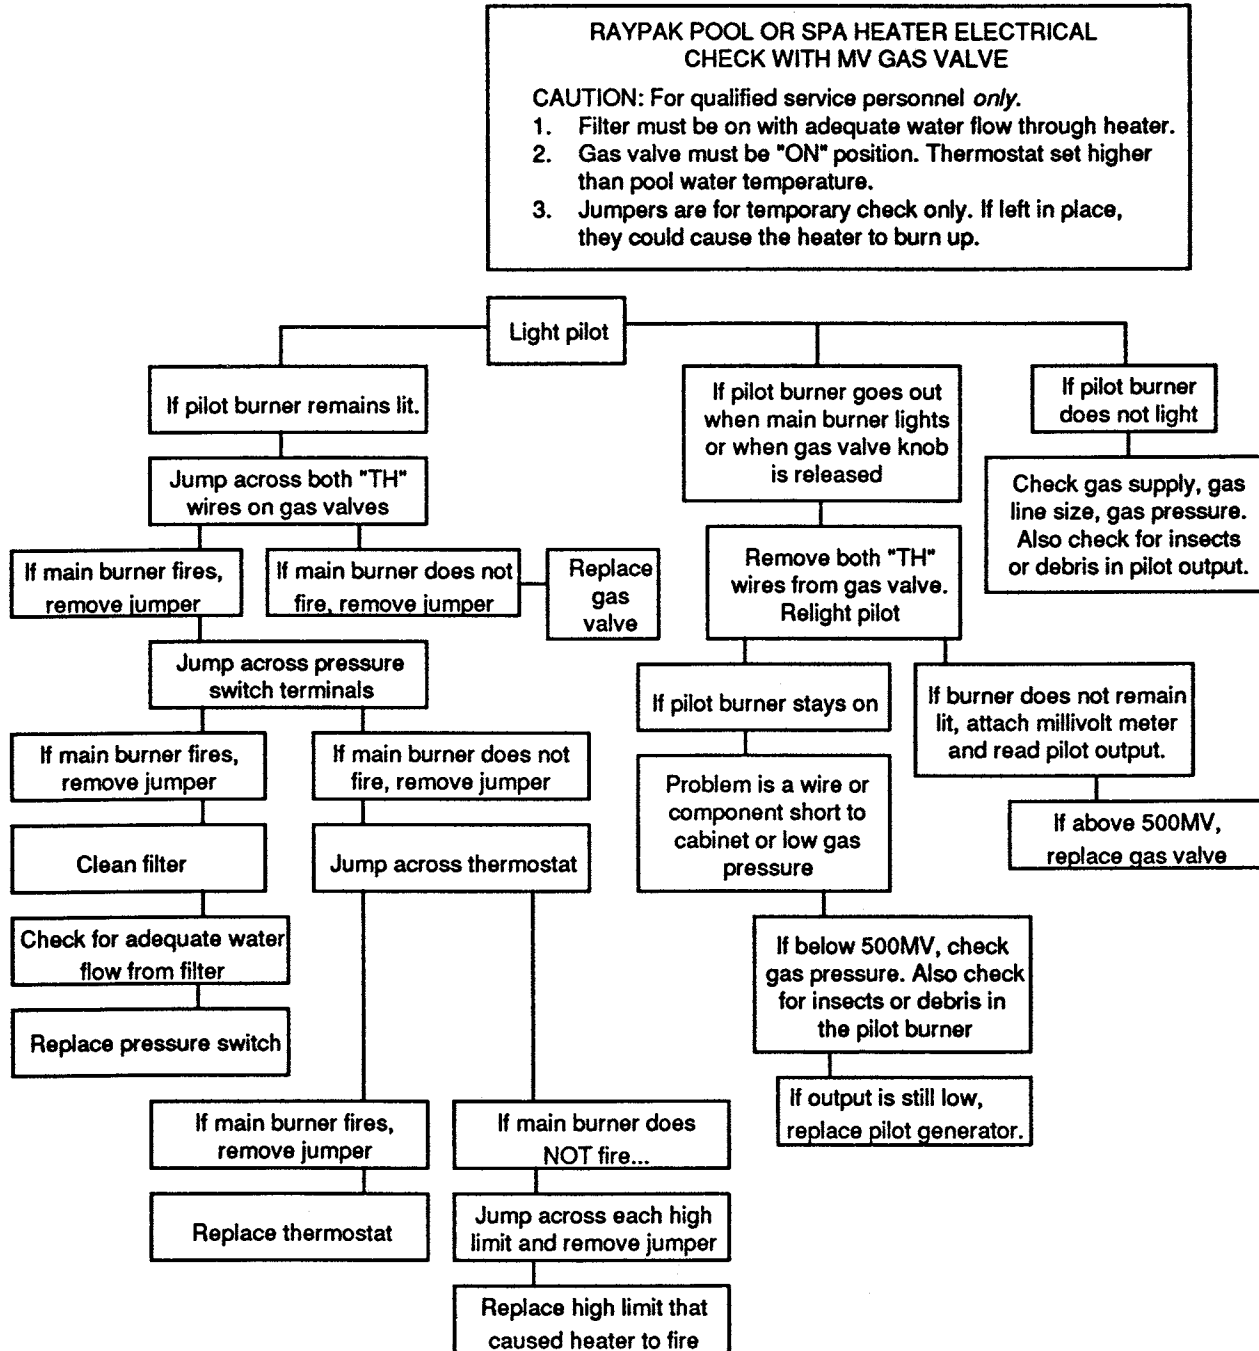 RAYPAK POOL OR SPA HEATER ELECTRICAL
CHECK WITH MV GAS VALVE
CAUTION: For qualified service personnel only.
1. Filter must be on with adequate water flow through heater.
2. Gas valve must be "ON" position. Thermostat set higher
than pool water temperature.
3. Jumpers are for temporary check only. If left in place,
they could cause the heater to burn up.
Light pilot
If pilot burner remains lit.
Jump across both "TH"
wires on gas valves
If main burner fires,
remove jumper
If main burner does not
fire, remove jumper
Replace
gas
valve
Jump across pressure
switch terminals
If main burner fires,
remove jumper
Clean filter
Check for adequate water
flow from filter
Replace pressure switch
If main burner does not
fire, remove jumper
Jump across thermostat
If main burner fires,
remove jumper
Replace thermostat
If main burner does
NOT fire...
Jump across each high
limit and remove jumper
Replace high limit that
caused heater to fire
If pilot burner goes out
when main burner lights
or when gas valve knob
is released
Remove both "TH"
wires from gas valve.
Relight pilot
If pilot burner stays on
Problem is a wire or
component short to
cabinet or low gas
pressure
If below 500MV, check
gas pressure. Also check
for insects or debris in
the pilot burner
If output is still low,
replace pilot generator.
If burner does not remain
lit, attach millivolt meter
and read pilot output.
If above 500MV,
replace gas valve
If pilot burner
does not light
Check gas supply, gas
line size, gas pressure.
Also check for insects
or debris in pilot output.